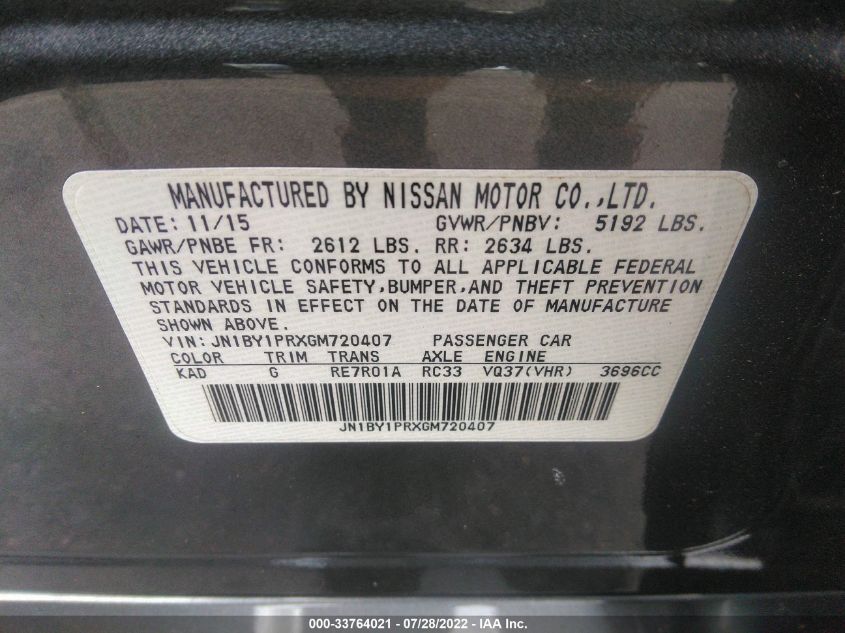 MANUFACTURED BY NISSAN MOTOR CO.,LTD.
DATE: 11/15 GVWR/PNBV: 5192 LBS.
GAWR/PNBE FR: 2612 LBS. RR: 2634 LBS.
THIS VEHICLE CONFORMS TO ALL APPLICABLE FEDERAL
MOTOR VEHICLE SAFETY,BUMPER,AND THEFT PREVENTION
STANDARDS IN EFFECT ON THE DATE OF MANUFACTURE
SHOWN ABOVE.
VIN: JN1BY1PRXGM720407 PASSENGER CAR
COLOR TRIM TRANS AXLE ENGINE
KAD G RE7R01A RC33 VQ37(VHR) 3696CC
JN1BY1PRXGM720407
000-33764021 - 07/28/2022 - IAA Inc.